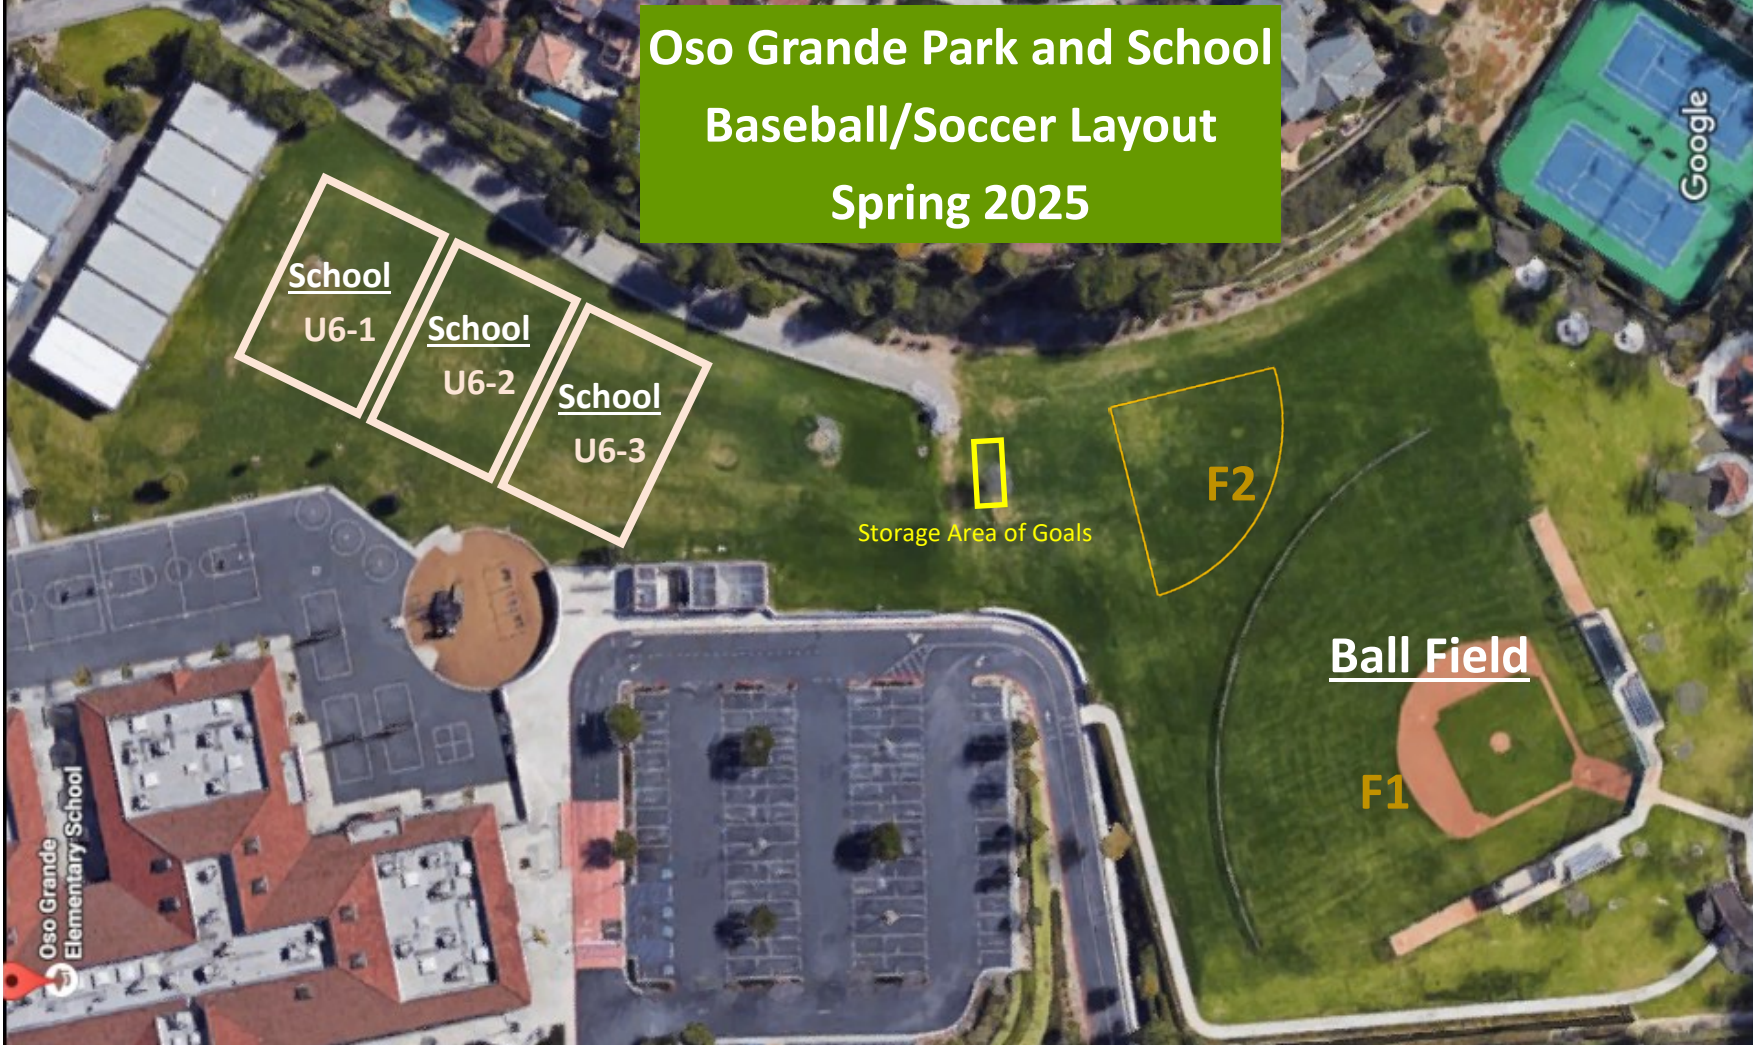 Oso Grande Park and School
Baseball/Soccer Layout
Spring 2025
Google
School
U6-1
School
U6-2
School
U6-3
F2
Storage Area of Goals
Ball Field
F1
Oso Grande
Elementary School